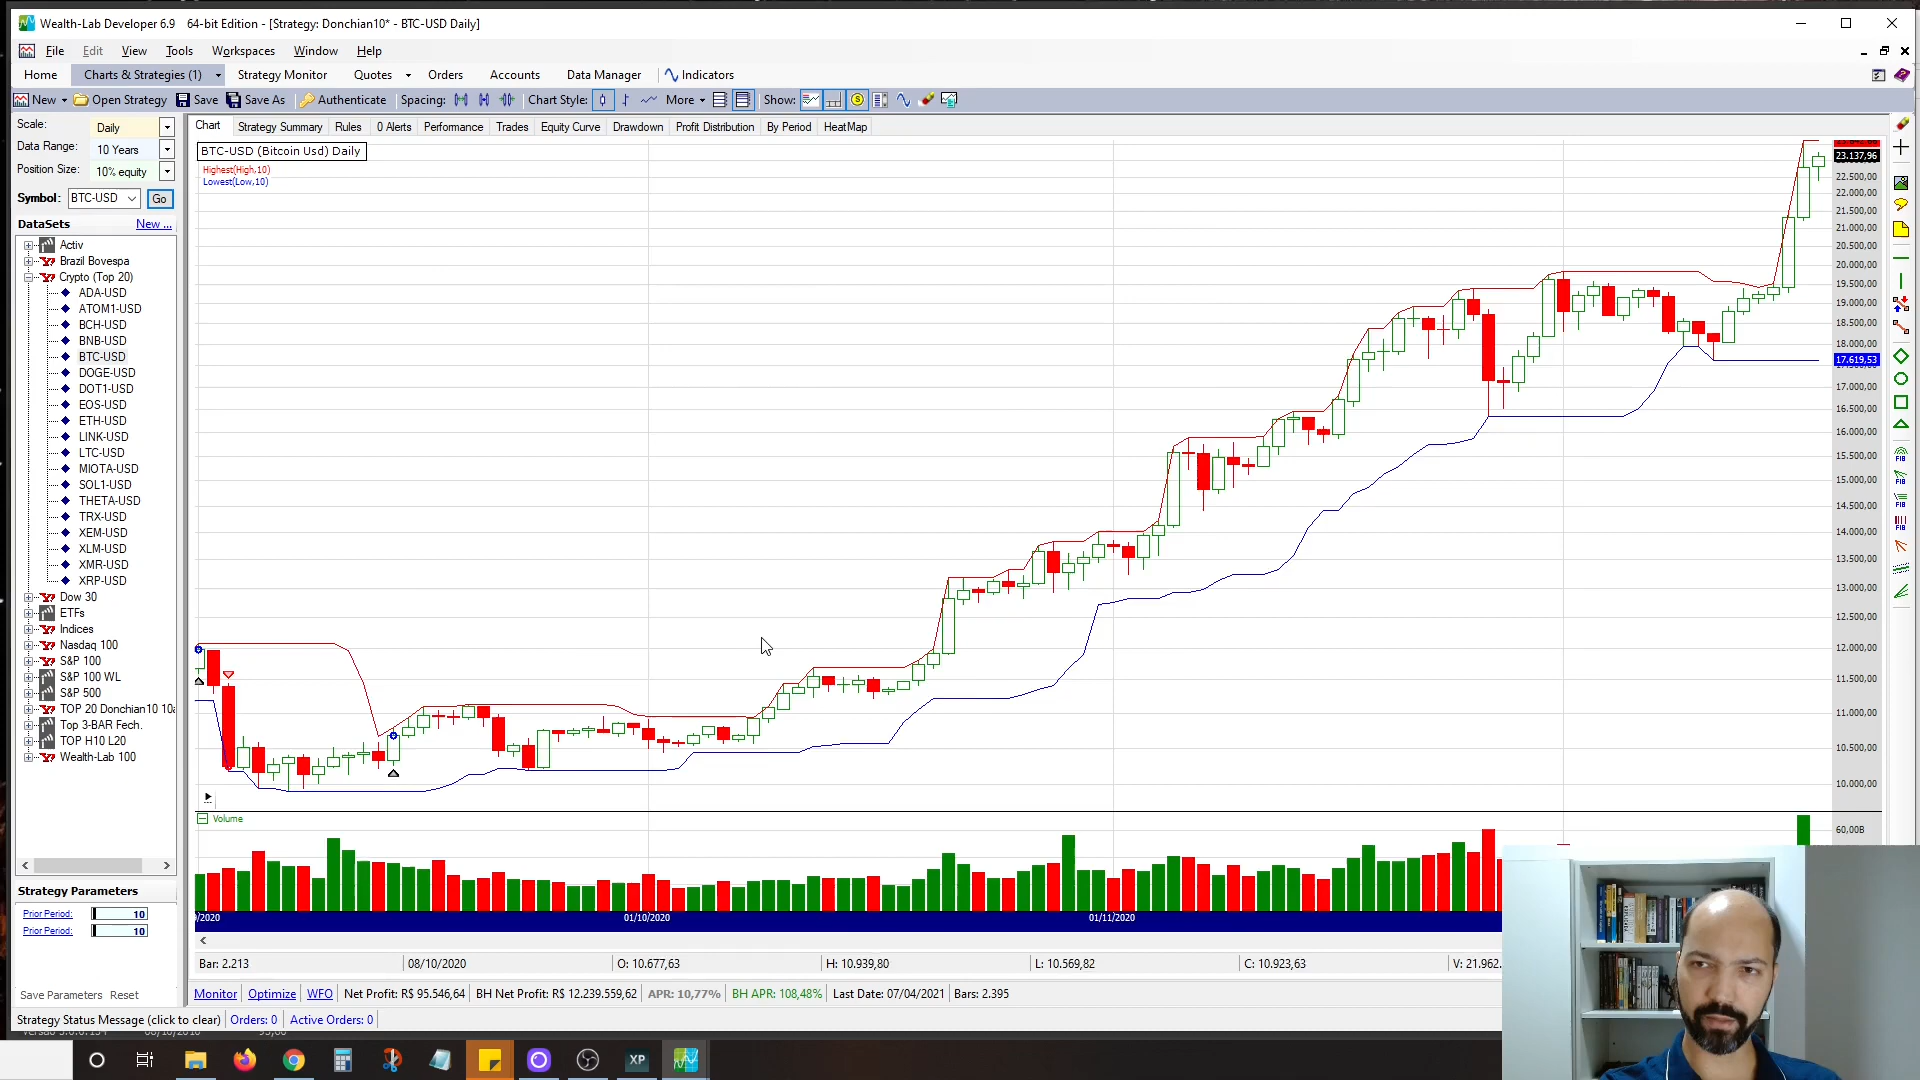 Wealth-Lab Developer 6.9 64-bit Edition - [Strategy: Donchian10* - BTC-USD Daily]
File Edit View Tools Workspaces Window Help
Home Charts & Strategies (1) Strategy Monitor Quotes Orders Accounts Data Manager Indicators
New Open Strategy Save Save As Authenticate Spacing: Chart Style: More Show:
Scale: Daily
Data Range: 10 Years
Position Size: 10% equity
Symbol: BTC-USD Go
DataSets New ...
Activ
Brazil Bovespa
Crypto (Top 20)
ADA-USD
ATOM1-USD
BCH-USD
BNB-USD
BTC-USD
DOGE-USD
DOT1-USD
EOS-USD
ETH-USD
LINK-USD
LTC-USD
MIOTA-USD
SOL1-USD
THETA-USD
TRX-USD
XEM-USD
XLM-USD
XMR-USD
XRP-USD
Dow 30
ETFs
Indices
Nasdaq 100
S&P 100
S&P 100 WL
S&P 500
TOP 20 Donchian10 10
Top 3-BAR Fech.
TOP H10 L20
Wealth-Lab 100
Strategy Parameters
Prior Period: 10
Prior Period: 10
Save Parameters Reset
Chart Strategy Summary Rules 0 Alerts Performance Trades Equity Curve Drawdown Profit Distribution By Period HeatMap
BTC-USD (Bitcoin Usd) Daily
Highest(High,10)
Lowest(Low,10)
23.137,96
22.500,00
22.000,00
21.500,00
21.000,00
20.500,00
20.000,00
19.500,00
19.000,00
18.500,00
18.000,00
17.619,53
17.000,00
16.500,00
16.000,00
15.500,00
15.000,00
14.500,00
14.000,00
13.500,00
13.000,00
12.500,00
12.000,00
11.500,00
11.000,00
10.500,00
10.000,00
Volume
60,00B
/2020 01/10/2020 01/11/2020
Bar: 2.213 08/10/2020 O: 10.677,63 H: 10.939,80 L: 10.569,82 C: 10.923,63 V: 21.962.
Monitor Optimize WFO Net Profit: R$ 95.546,64 BH Net Profit: R$ 12.239.559,62 APR: 10,77% BH APR: 108,48% Last Date: 07/04/2021 Bars: 2.395
Strategy Status Message (click to clear) Orders: 0 Active Orders: 0
FIB
FIB
FIB
FIB
XP